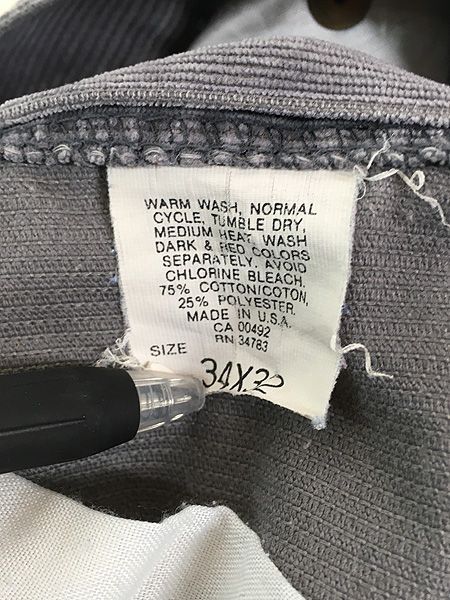 WARM WASH, NORMAL
CYCLE, TUMBLE DRY,
MEDIUM HEAT, WASH
DARK & RED COLORS
SEPARATELY. AVOID
CHLORINE BLEACH.
75% COTTON/COTON,
25% POLYESTER.
MADE IN U.S.A.
CA 00492
RN 34783
SIZE